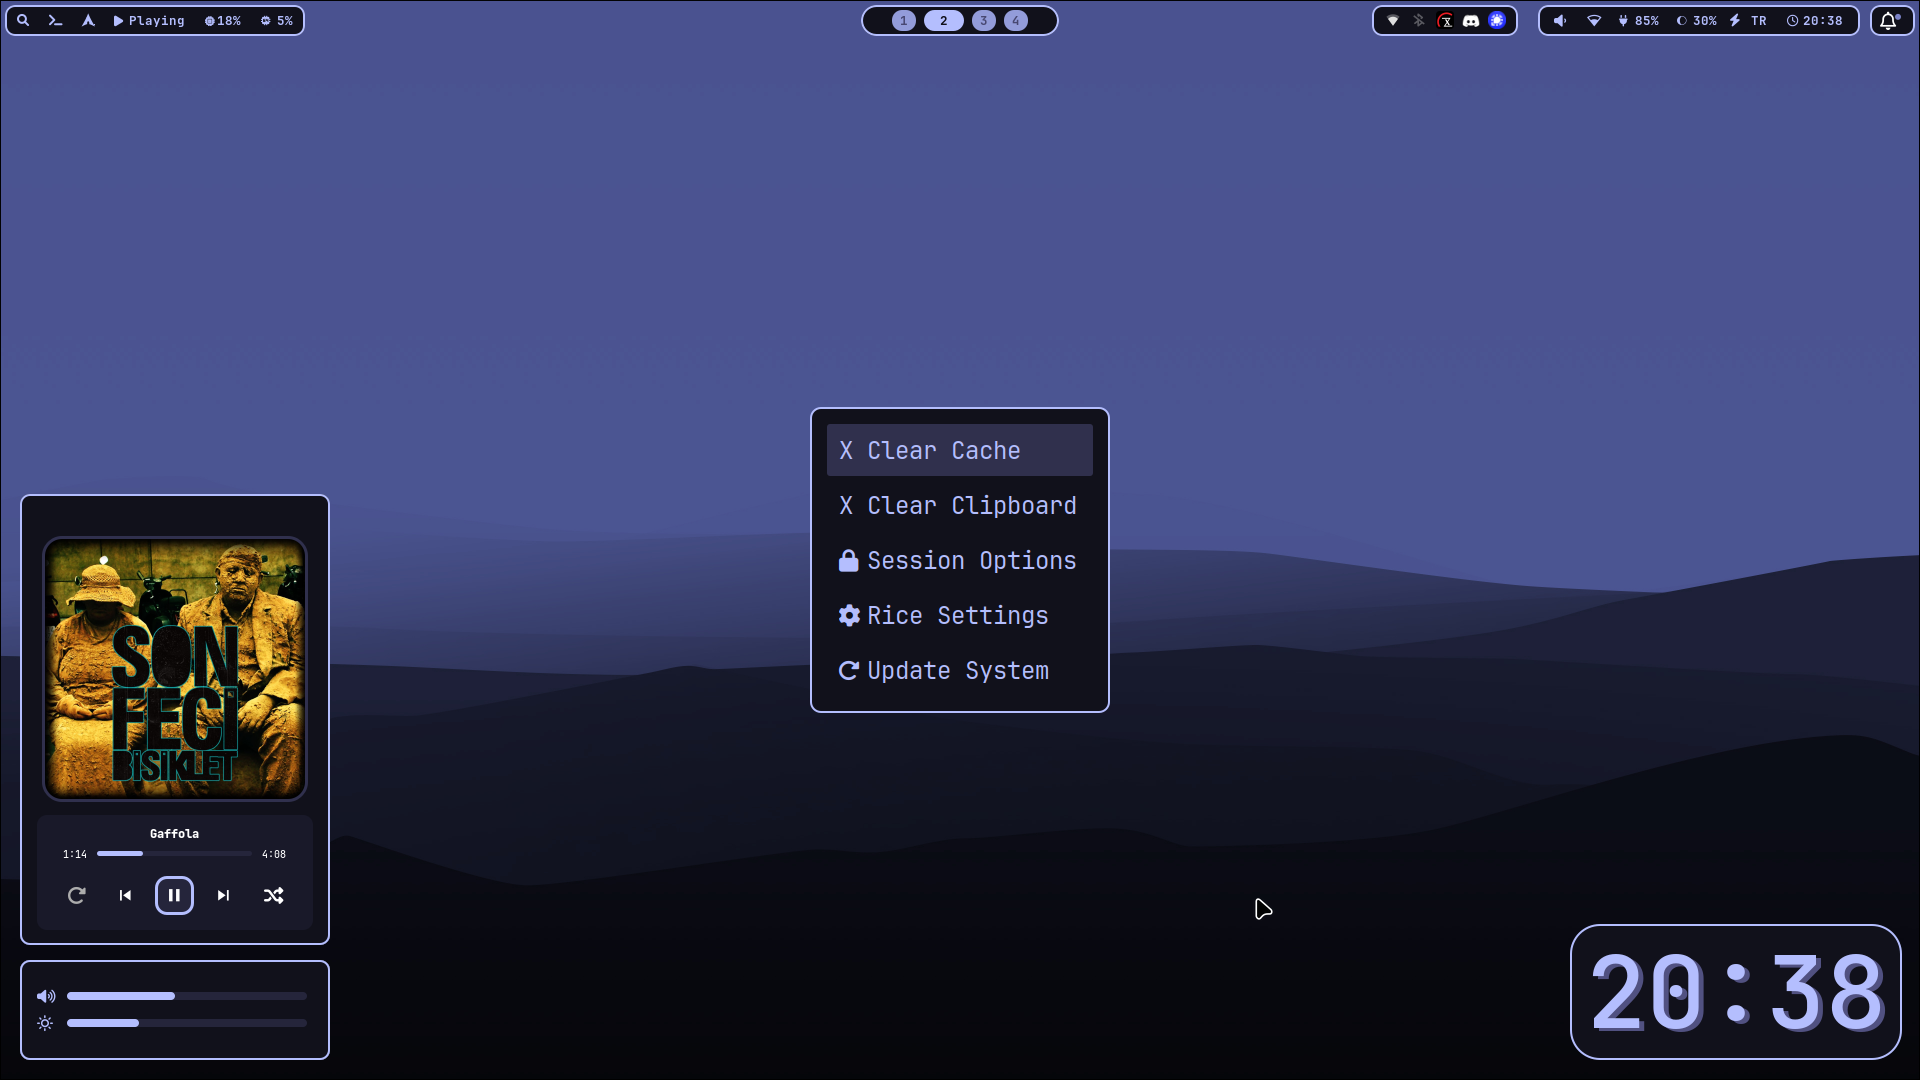 Playing 18% 5%
1 2 3 4
85% 30% TR 20:38
X Clear Cache
X Clear Clipboard
Session Options
Rice Settings
Update System
SON
FECI
BISIKLET
Gaffola
1:14 4:08
20:38